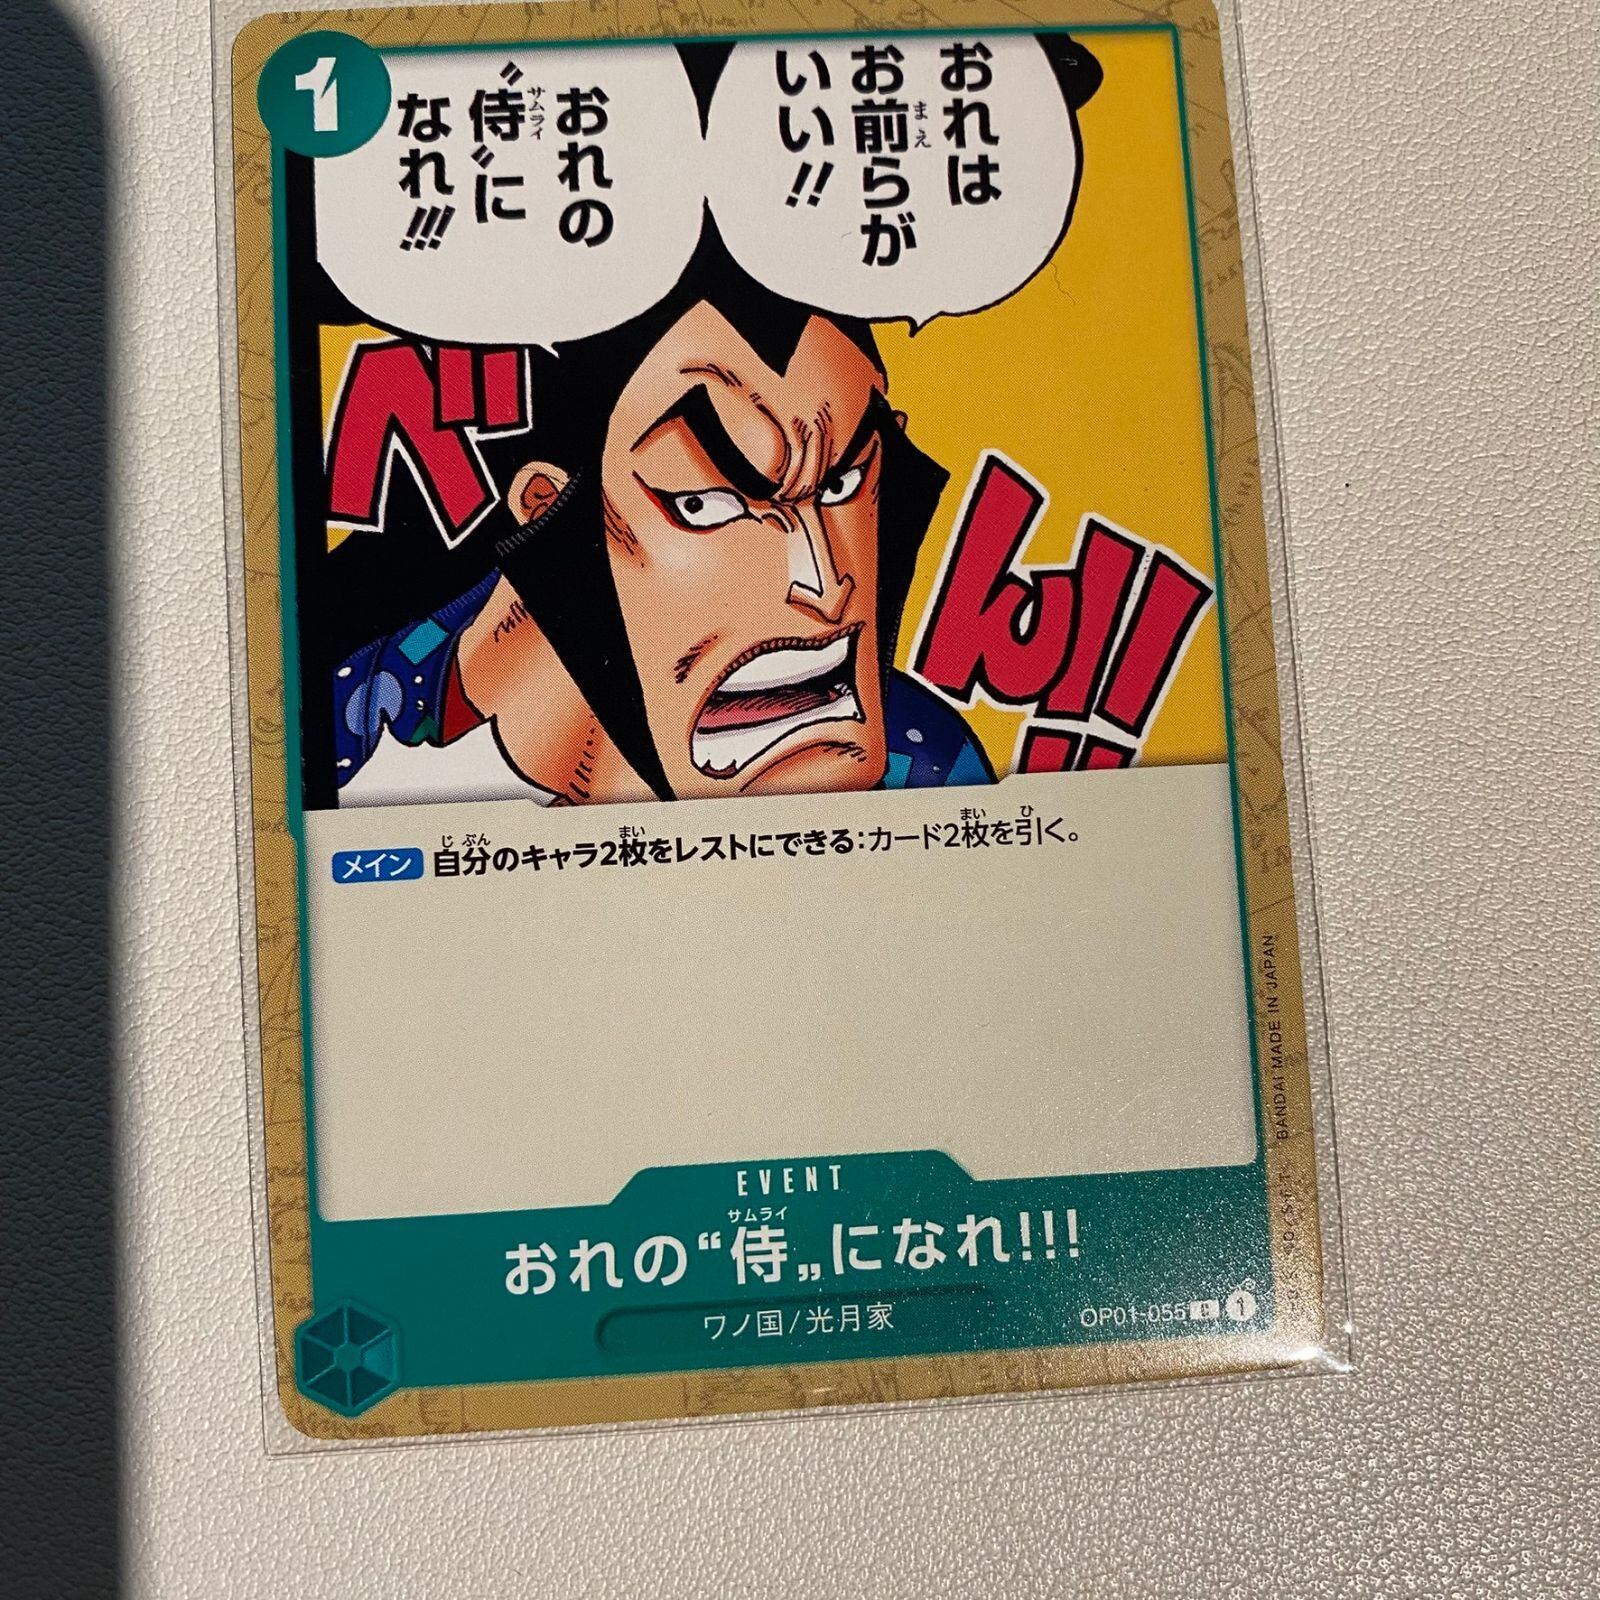 1
おれは
お前らが
いい!!
おれの
〝侍〟に
なれ!!!
べ
ん!!
メイン 自分のキャラ2枚をレストにできる:カード2枚を引く。
EVENT
おれの“侍„になれ!!!
ワノ国/光月家
OP01-055 C 1
BANDAI MADE IN JAPAN